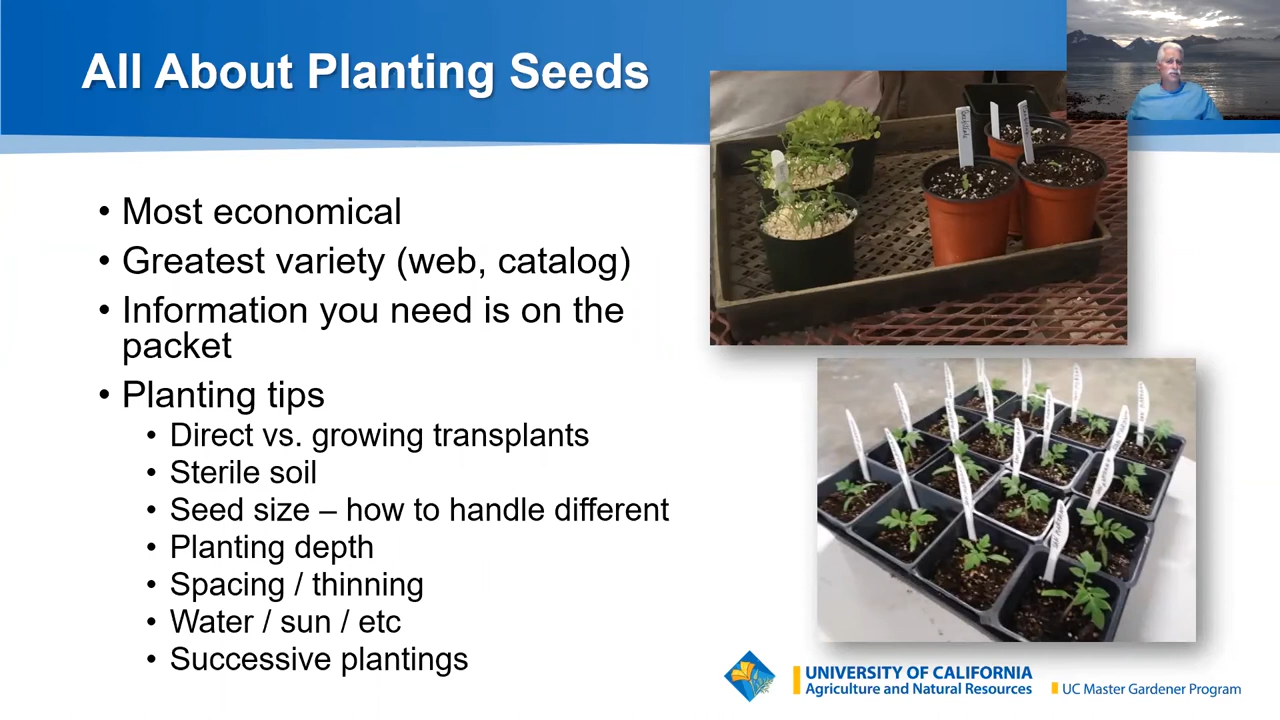 All About Planting Seeds
• Most economical
• Greatest variety (web, catalog)
• Information you need is on the
packet
• Planting tips
• Direct vs. growing transplants
• Sterile soil
• Seed size – how to handle different
• Planting depth
• Spacing / thinning
• Water / sun / etc
• Successive plantings
UNIVERSITY OF CALIFORNIA
Agriculture and Natural Resources
UC Master Gardener Program